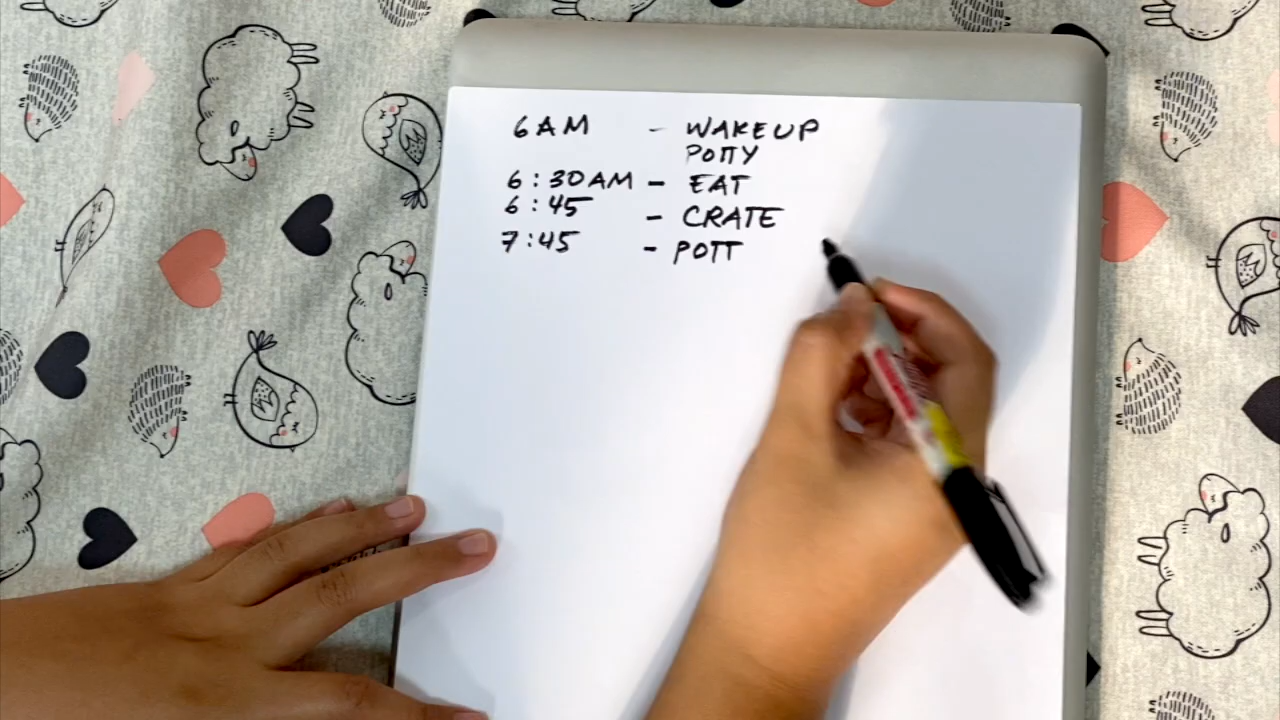 6AM - WAKEUP
POTTY
6:30AM - EAT
6:45 - CRATE
7:45 - POTT